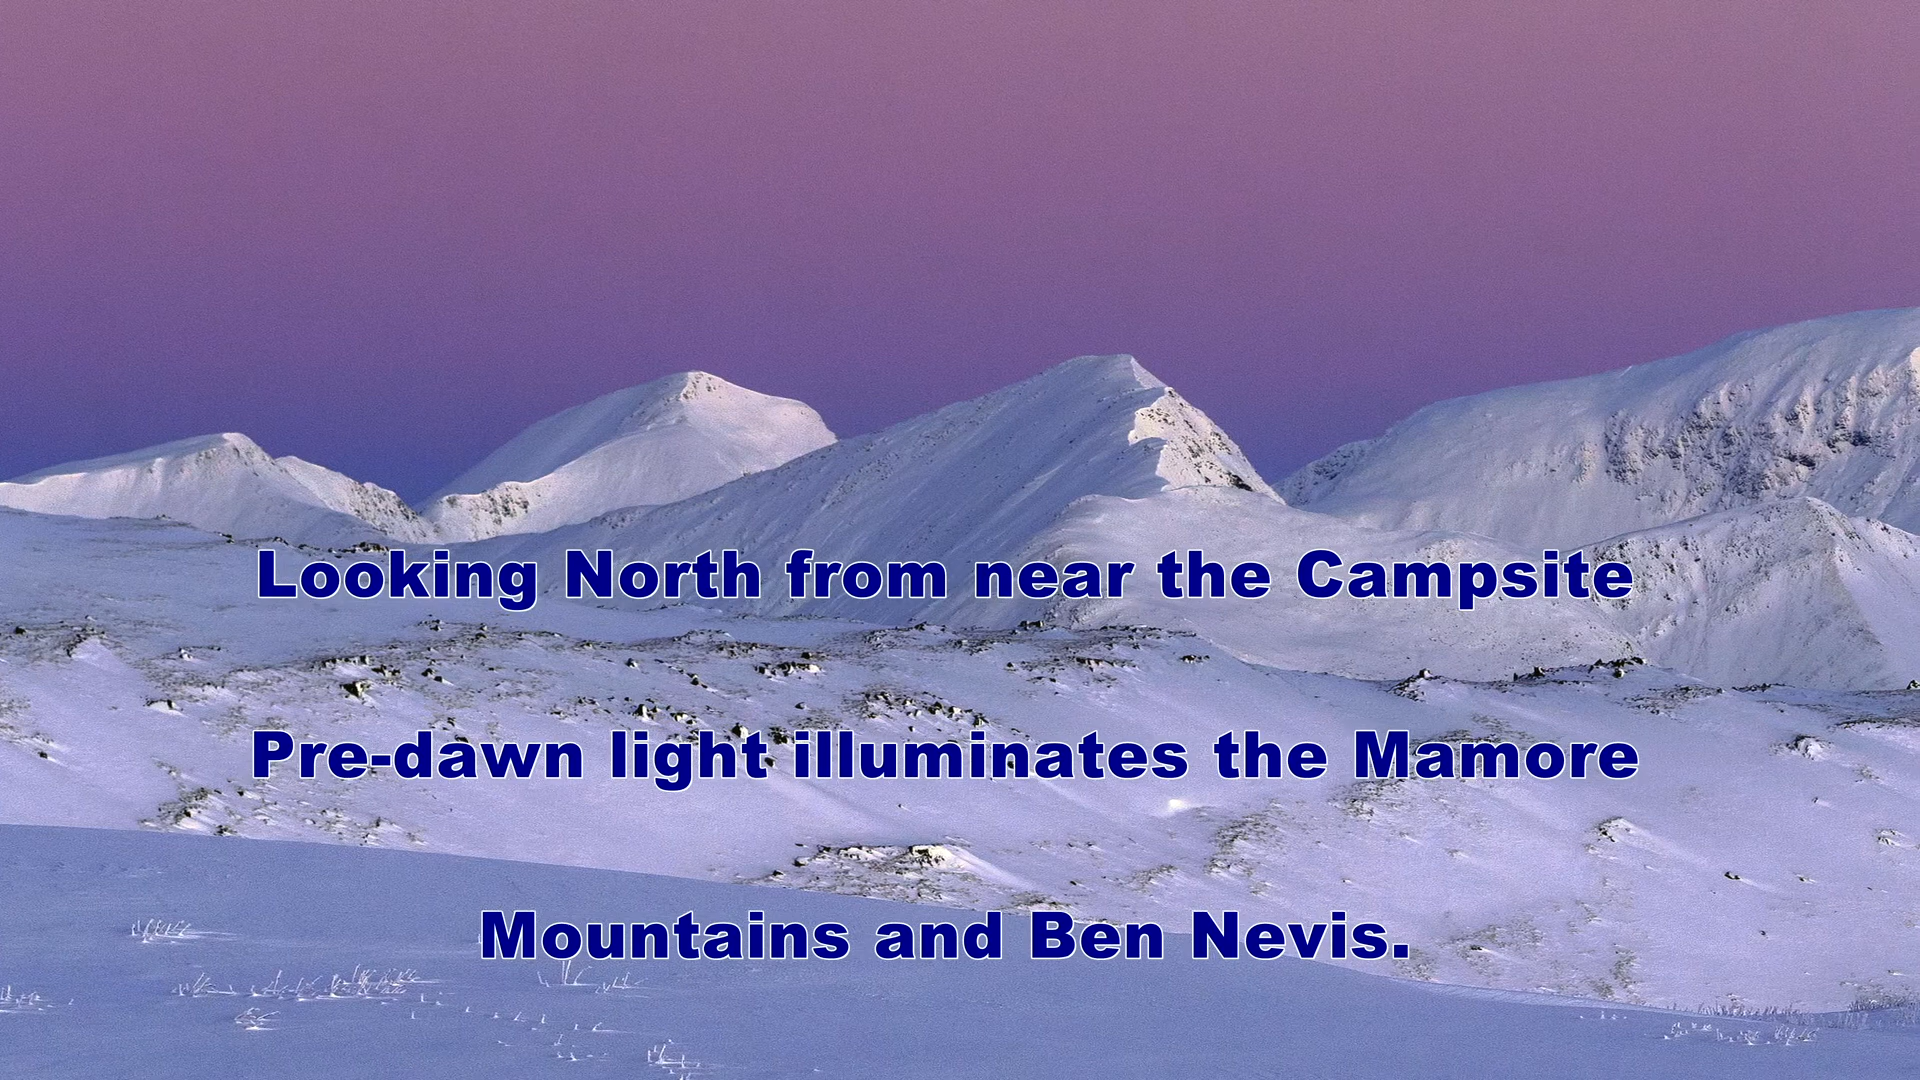 Looking North from near the Campsite
Pre-dawn light illuminates the Mamore
Mountains and Ben Nevis.